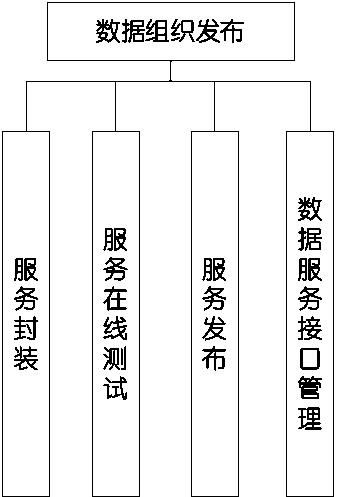 数据组织发布
服务封装
服务在线测试
服务发布
数据服务接口管理